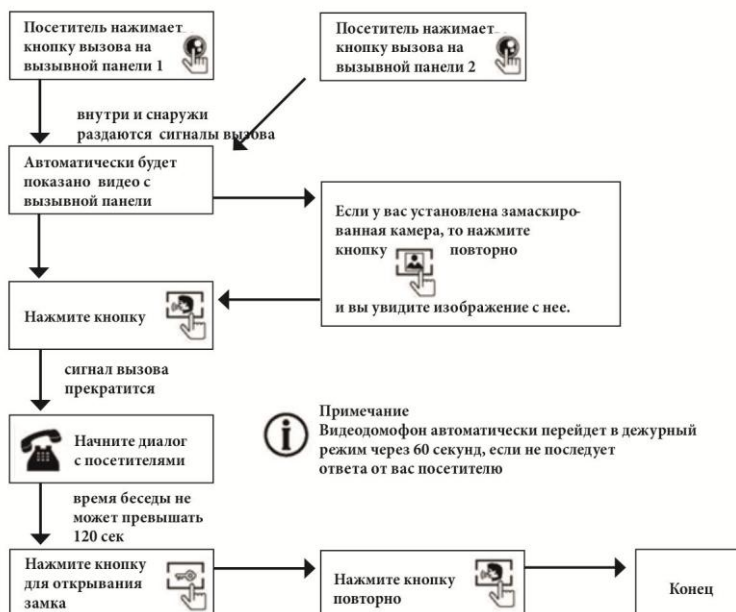 Посетитель нажимает
кнопку вызова на
вызывной панели 1
Посетитель нажимает
кнопку вызова на
вызывной панели 2
внутри и снаружи
раздаются сигналы вызова
Автоматически будет
показано видео с
вызывной панели
Если у вас установлена замаскиро-
ванная камера, то нажмите
кнопку повторно
и вы увидите изображение с нее.
Нажмите кнопку
сигнал вызова
прекратится
Начните диалог
с посетителями
Примечание
Видеодомофон автоматически перейдет в дежурный
режим через 60 секунд, если не последует
ответа от вас посетителю
время беседы не
может превышать
120 сек
Нажмите кнопку
для открывания
замка
Нажмите кнопку
повторно
Конец